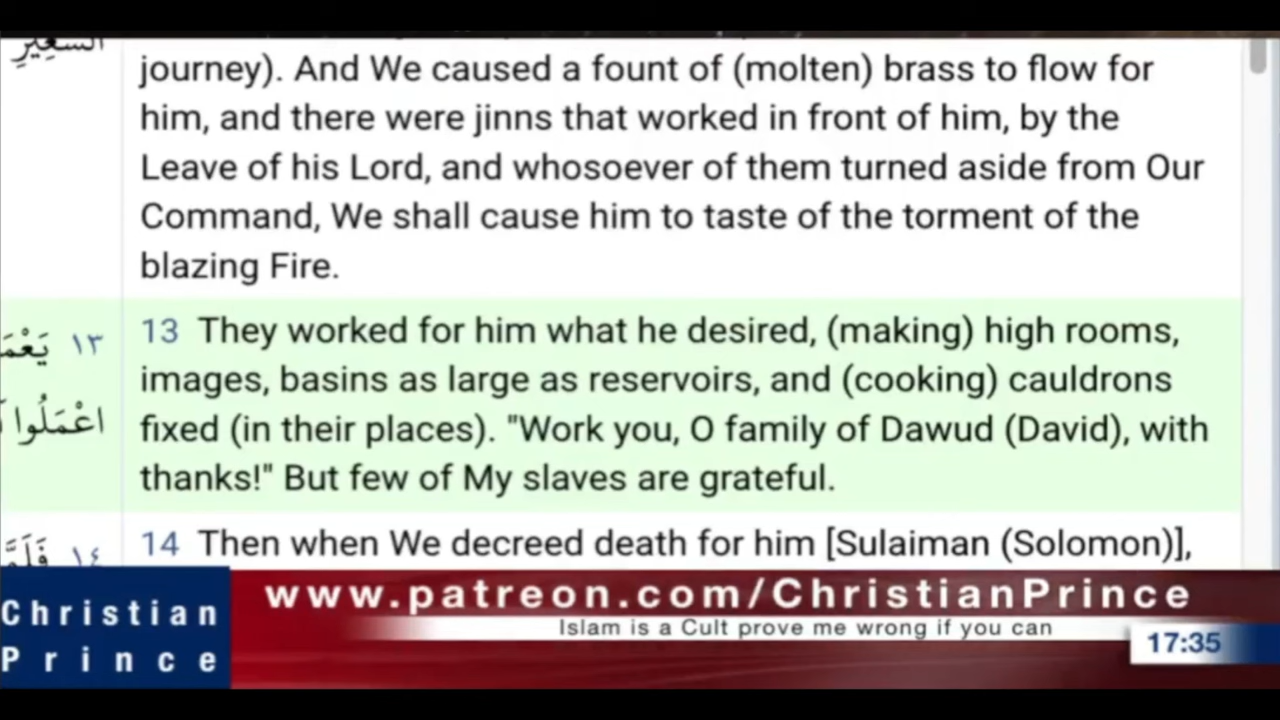 السَّعِيرِ
journey). And We caused a fount of (molten) brass to flow for
him, and there were jinns that worked in front of him, by the
Leave of his Lord, and whosoever of them turned aside from Our
Command, We shall cause him to taste of the torment of the
blazing Fire.
١٣
13 They worked for him what he desired, (making) high rooms,
images, basins as large as reservoirs, and (cooking) cauldrons
اعْمَلُوا
fixed (in their places). "Work you, O family of Dawud (David), with
thanks!" But few of My slaves are grateful.
١٤
14 Then when We decreed death for him [Sulaiman (Solomon)],
www.patreon.com/ChristianPrince
Christian
Prince
Islam is a Cult prove me wrong if you can
17:35